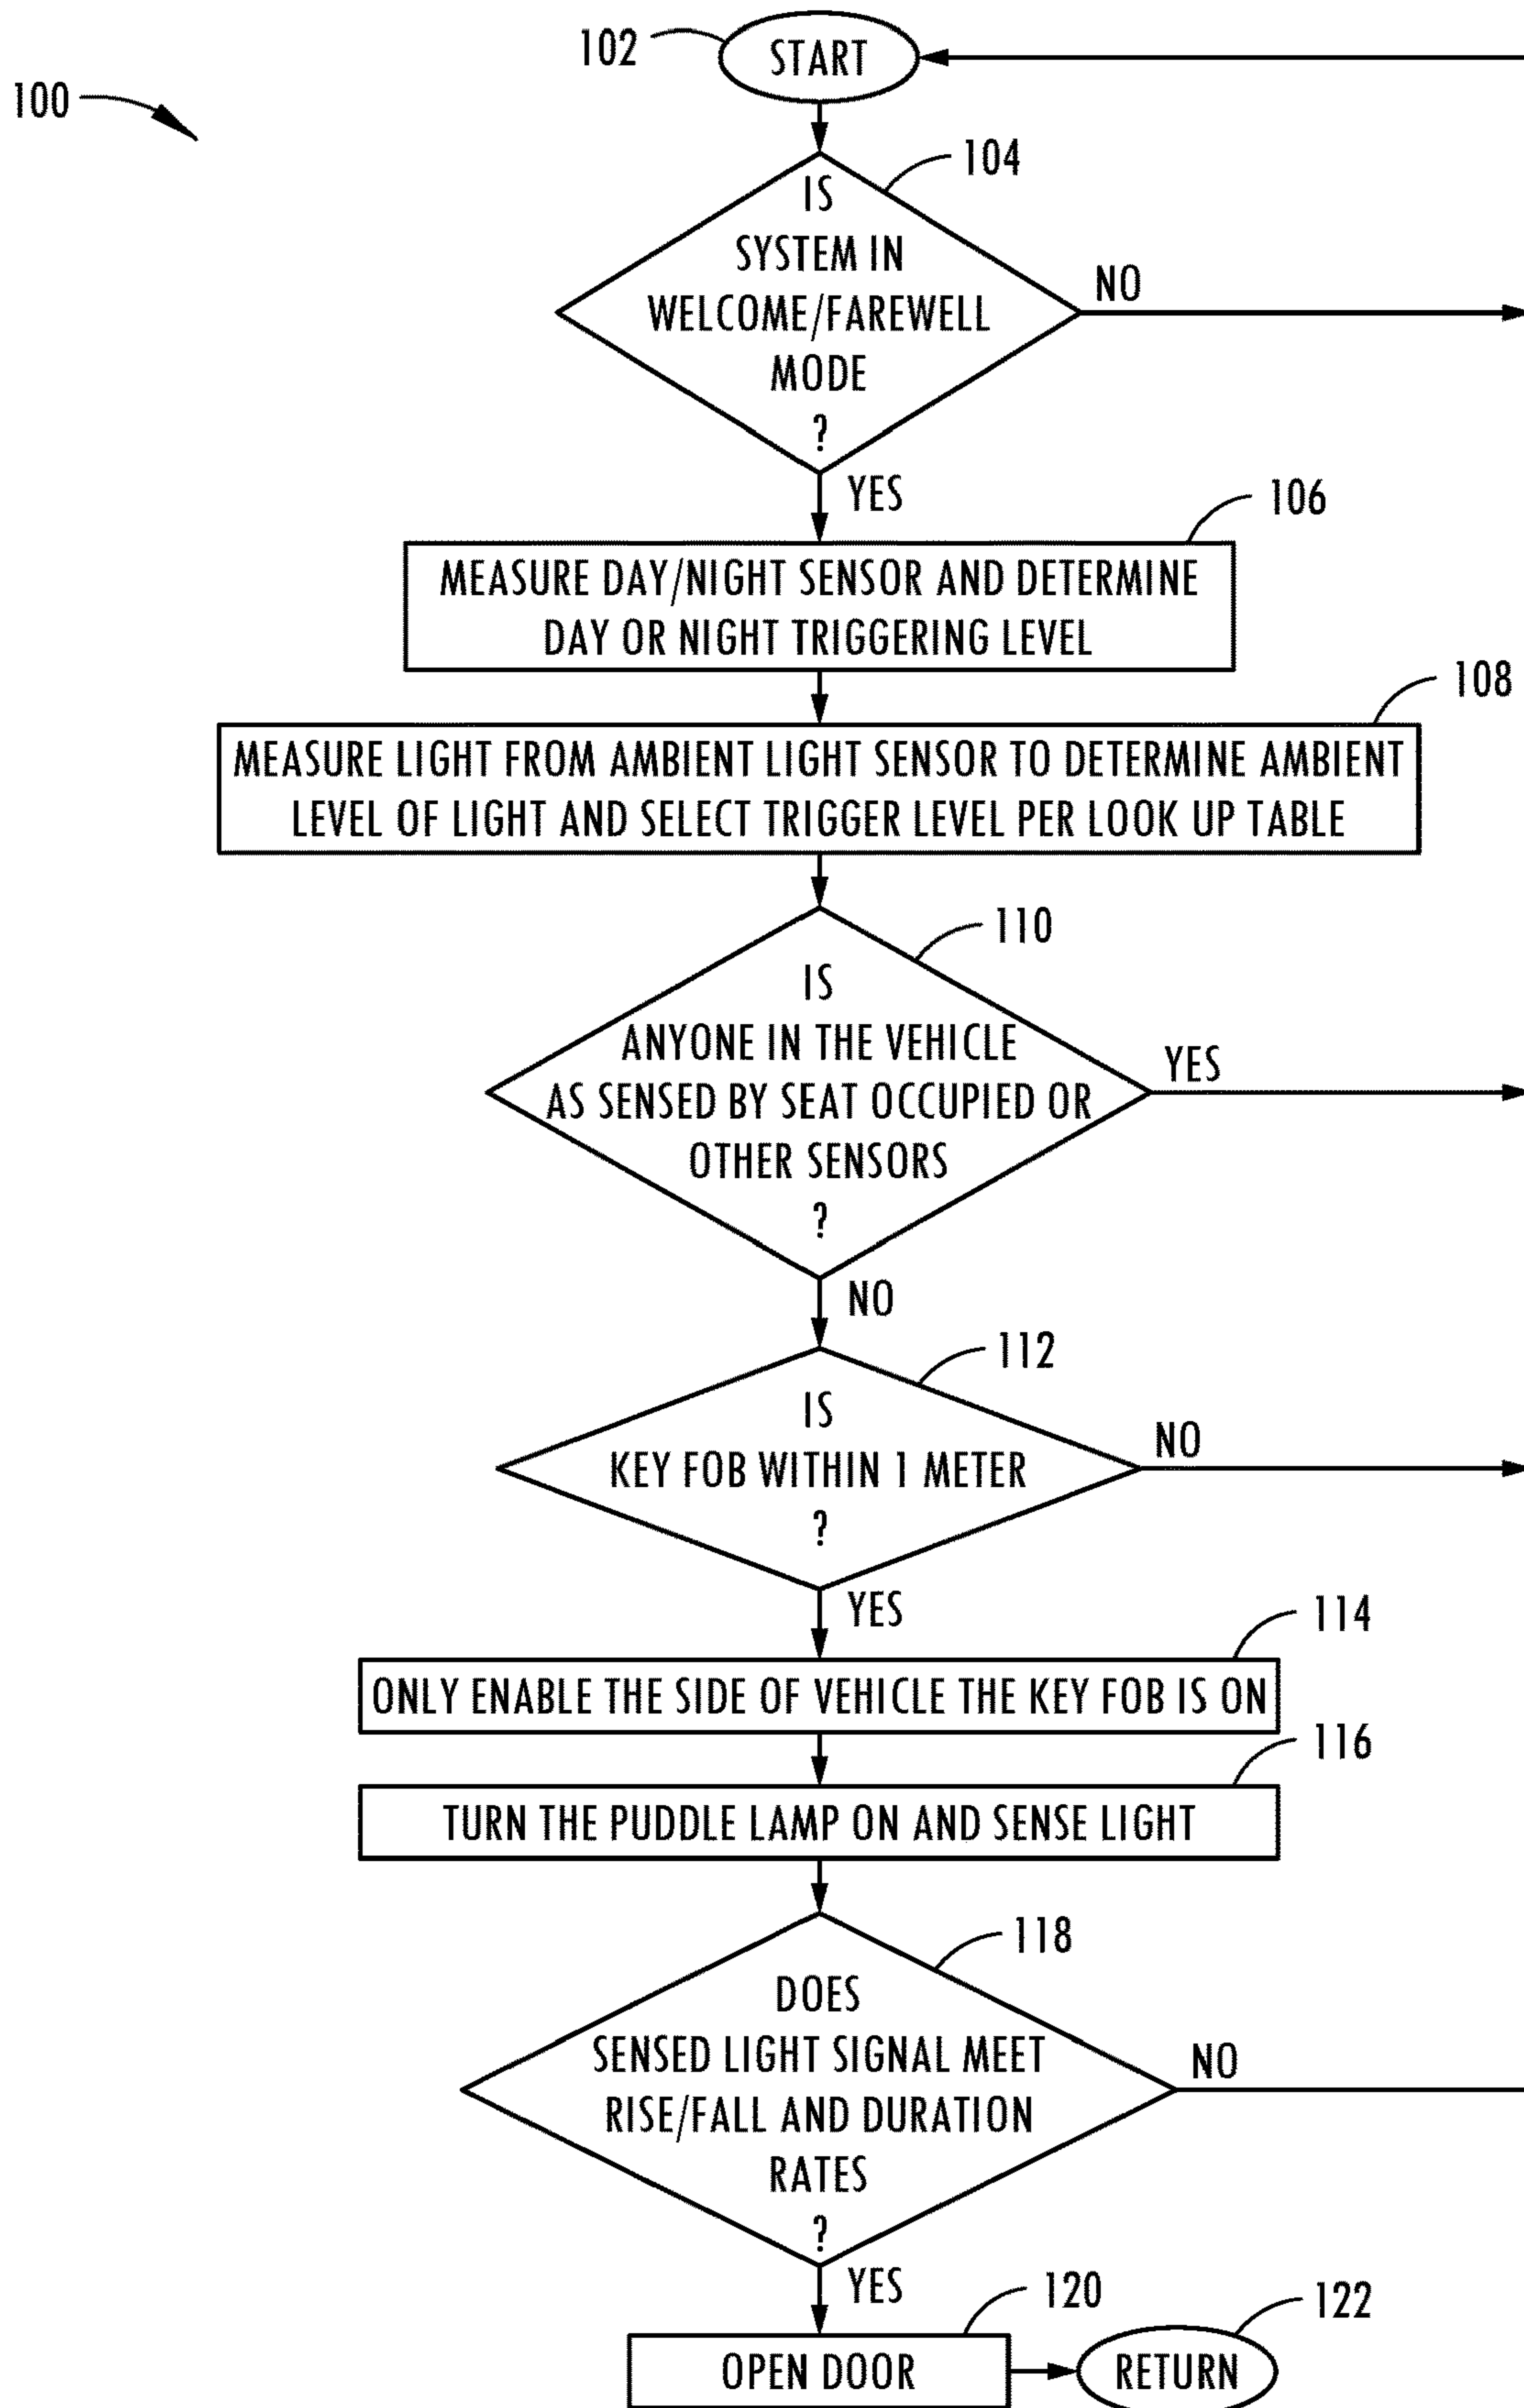 102
START
100
104
IS
SYSTEM IN
WELCOME/FAREWELL
MODE
?
NO
YES
106
MEASURE DAY/NIGHT SENSOR AND DETERMINE
DAY OR NIGHT TRIGGERING LEVEL
108
MEASURE LIGHT FROM AMBIENT LIGHT SENSOR TO DETERMINE AMBIENT
LEVEL OF LIGHT AND SELECT TRIGGER LEVEL PER LOOK UP TABLE
110
IS
ANYONE IN THE VEHICLE
AS SENSED BY SEAT OCCUPIED OR
OTHER SENSORS
?
YES
NO
112
IS
KEY FOB WITHIN 1 METER
?
NO
YES
114
ONLY ENABLE THE SIDE OF VEHICLE THE KEY FOB IS ON
116
TURN THE PUDDLE LAMP ON AND SENSE LIGHT
118
DOES
SENSED LIGHT SIGNAL MEET
RISE/FALL AND DURATION
RATES
?
NO
YES
120
122
OPEN DOOR
RETURN